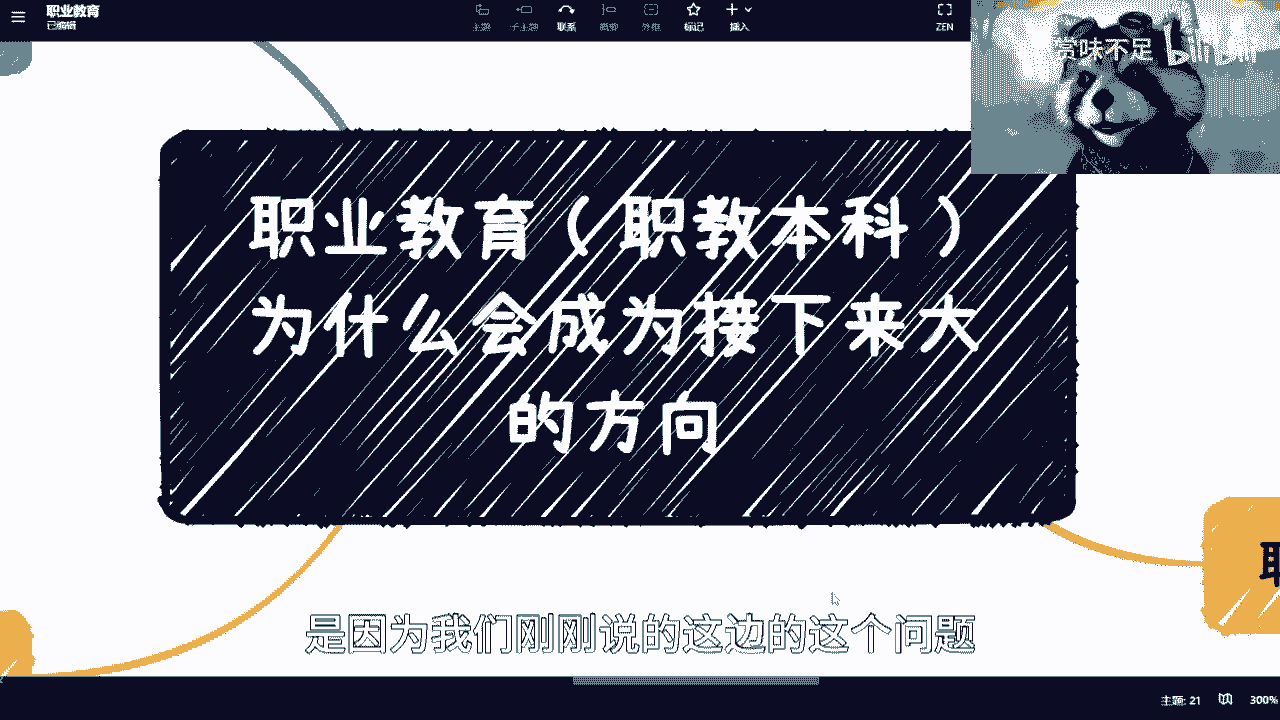 职业教育
已编辑
主题
子主题
联系
概要
外框
标记
插入
ZEN
赏味不足 bilibili
职业教育（职教本科）
为什么会成为接下来大
的方向
职
是因为我们刚刚说的这边的这个问题
主题: 21
300%